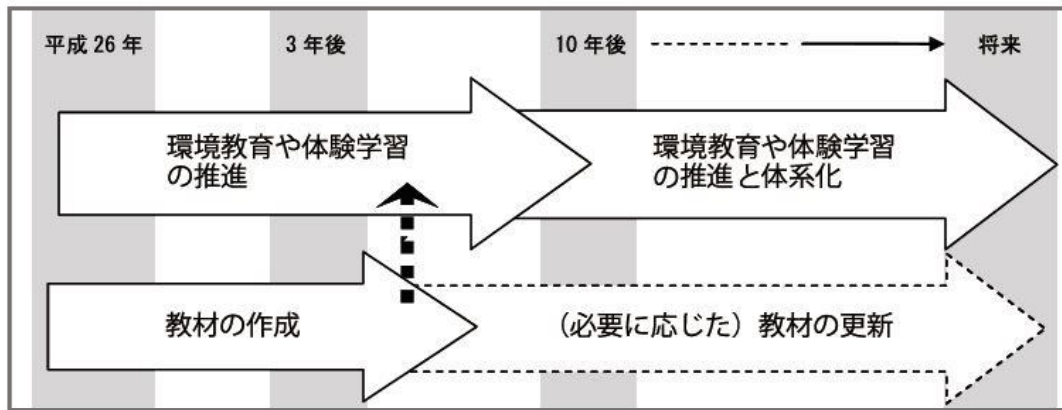 平成 26 年
3 年後
10 年後
将来
環境教育や体験学習
の推進
環境教育や体験学習
の推進と体系化
教材の作成
（必要に応じた）教材の更新